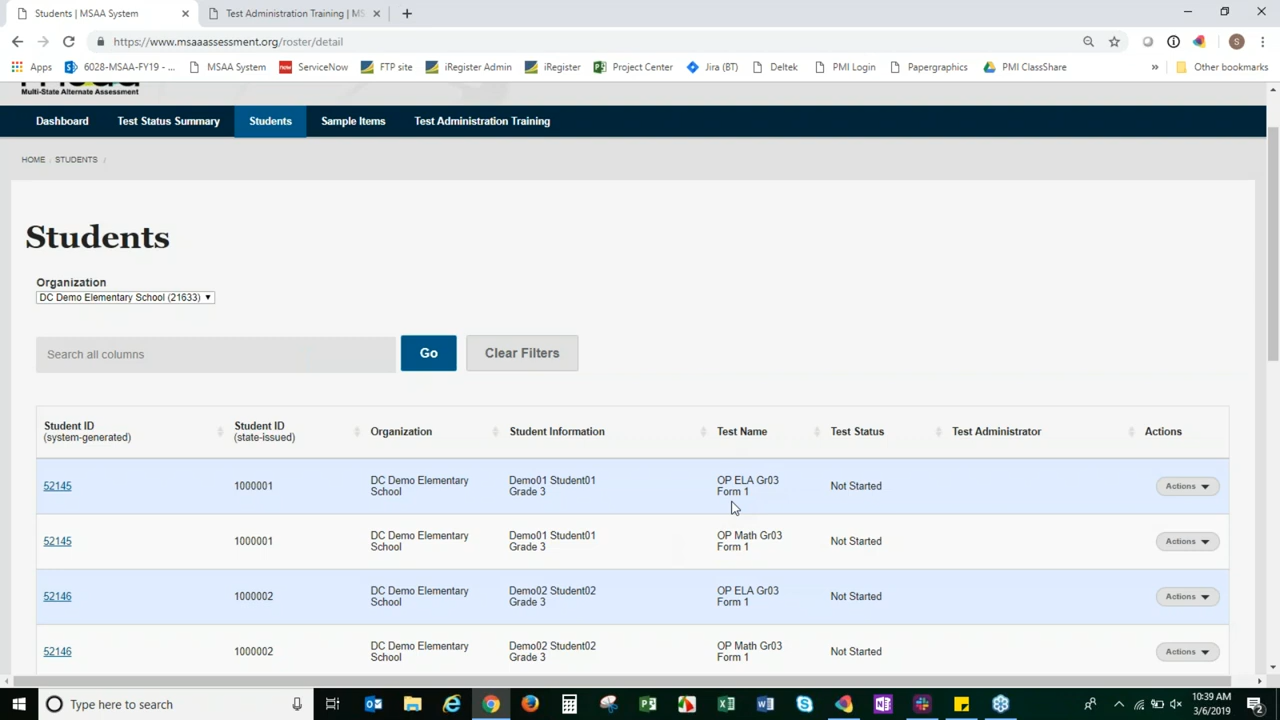 Students | MSAA System
Test Administration Training | MS
https://www.msaaassessment.org/roster/detail
Apps
6028-MSAA-FY19 - ...
MSAA System
ServiceNow
FTP site
iRegister Admin
iRegister
Project Center
Jira (BT)
Deltek
PMI Login
Papergraphics
PMI ClassShare
»
Other bookmarks
S
Multi-State Alternate Assessment
Dashboard
Test Status Summary
Students
Sample Items
Test Administration Training
HOME / STUDENTS /
Students
Organization
DC Demo Elementary School (21633)
Search all columns
Go
Clear Filters
Student ID
(system-generated)
Student ID
(state-issued)
Organization
Student Information
Test Name
Test Status
Test Administrator
Actions
52145
1000001
DC Demo Elementary
School
Demo01 Student01
Grade 3
OP ELA Gr03
Form 1
Not Started
Actions
52145
1000001
DC Demo Elementary
School
Demo01 Student01
Grade 3
OP Math Gr03
Form 1
Not Started
Actions
52146
1000002
DC Demo Elementary
School
Demo02 Student02
Grade 3
OP ELA Gr03
Form 1
Not Started
Actions
52146
1000002
DC Demo Elementary
School
Demo02 Student02
Grade 3
OP Math Gr03
Form 1
Not Started
Actions
Type here to search
10:39 AM
3/6/2019
2